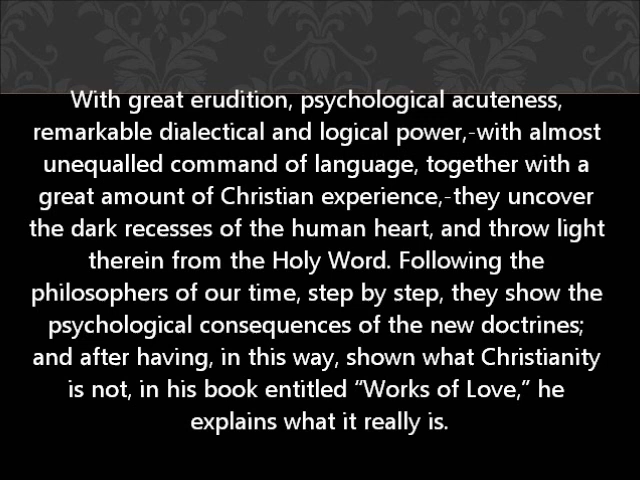 With great erudition, psychological acuteness,
remarkable dialectical and logical power,-with almost
unequalled command of language, together with a
great amount of Christian experience,-they uncover
the dark recesses of the human heart, and throw light
therein from the Holy Word. Following the
philosophers of our time, step by step, they show the
psychological consequences of the new doctrines;
and after having, in this way, shown what Christianity
is not, in his book entitled “Works of Love,” he
explains what it really is.